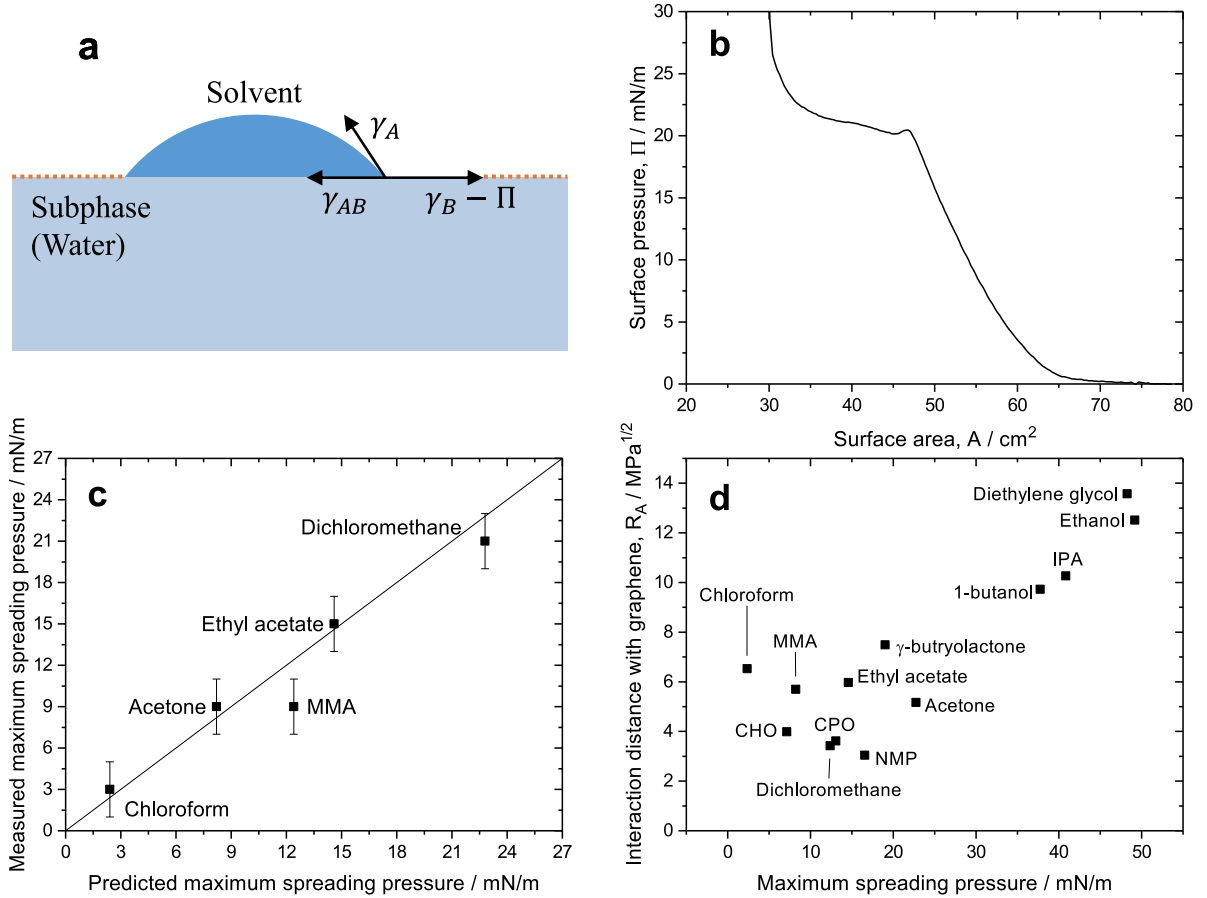 a
Solvent
γA
γAB
γB − Π
Subphase
(Water)
b
Surface pressure, Π / mN/m
30
25
20
15
10
5
0
20 30 40 50 60 70 80
Surface area, A / cm2
c
Measured maximum spreading pressure / mN/m
27
24
21
18
15
12
9
6
3
0
Dichloromethane
Ethyl acetate
Acetone
MMA
Chloroform
0 3 6 9 12 15 18 21 24 27
Predicted maximum spreading pressure / mN/m
d
Interaction distance with graphene, RA / MPa1/2
14
12
10
8
6
4
2
0
Diethylene glycol
Ethanol
IPA
1-butanol
Chloroform
MMA
γ-butryolactone
Ethyl acetate
Acetone
CHO
CPO
NMP
Dichloromethane
0 10 20 30 40 50
Maximum spreading pressure / mN/m